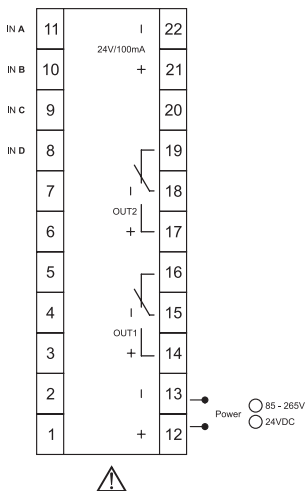 IN A 11 – 22
24V/100mA
IN B 10 + 21
IN C 9 20
IN D 8 19
7 – 18
OUT2
6 + 17
5 16
4 – 15
OUT1
3 + 14
2 – 13
Power 85 - 265V
24VDC
1 + 12